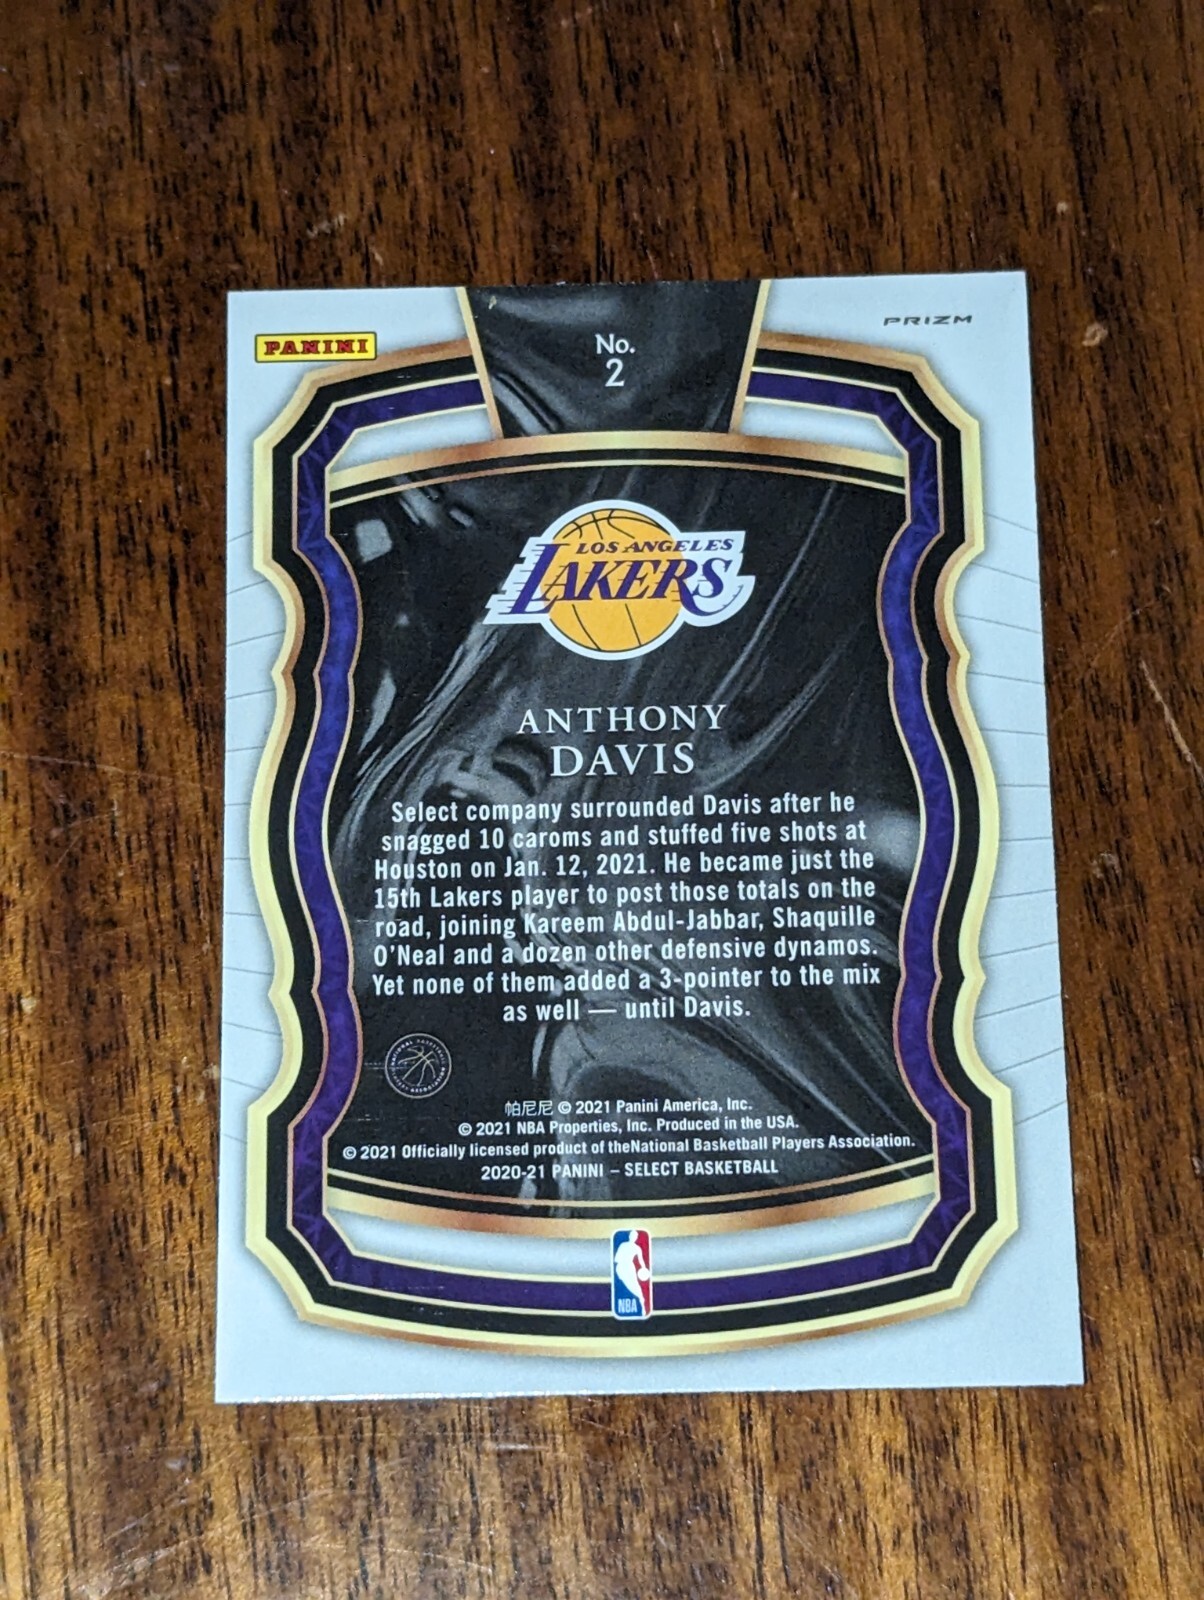 PANINI
No.
2
PRIZM
LOS ANGELES
LAKERS
ANTHONY
DAVIS
Select company surrounded Davis after he
snagged 10 caroms and stuffed five shots at
Houston on Jan. 12, 2021. He became just the
15th Lakers player to post those totals on the
road, joining Kareem Abdul-Jabbar, Shaquille
O'Neal and a dozen other defensive dynamos.
Yet none of them added a 3-pointer to the mix
as well — until Davis.
NATIONAL BASKETBALL
帕尼尼 © 2021 Panini America, Inc.
© 2021 NBA Properties, Inc. Produced in the USA.
© 2021 Officially licensed product of theNational Basketball Players Association.
2020-21 PANINI – SELECT BASKETBALL
NBA